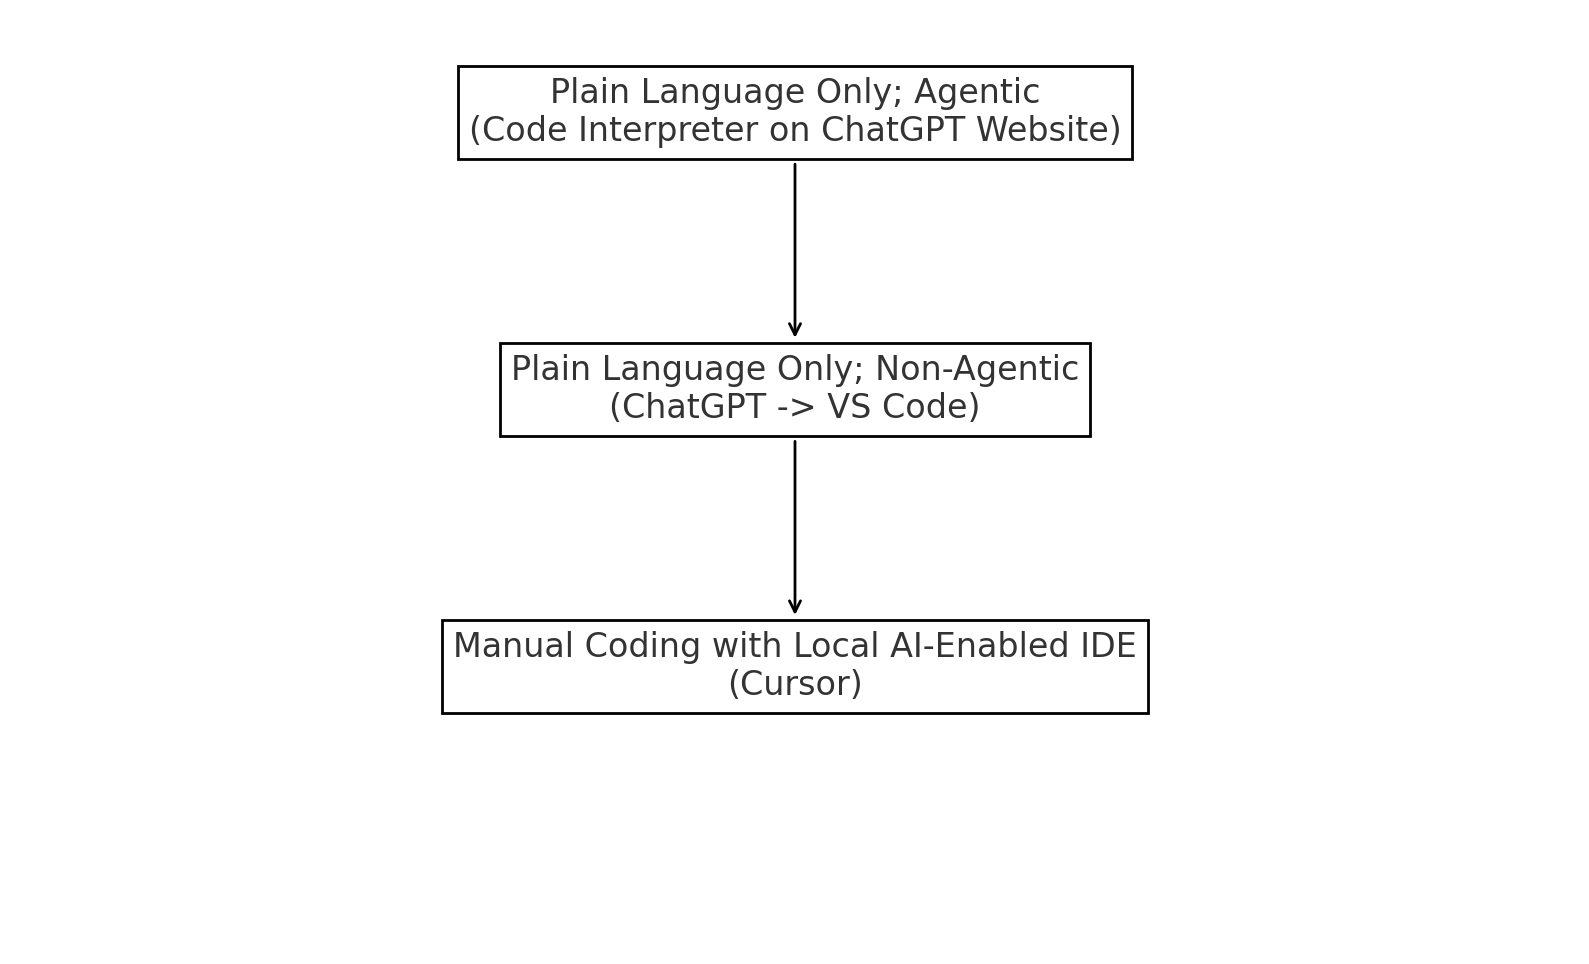 Plain Language Only; Agentic
(Code Interpreter on ChatGPT Website)
Plain Language Only; Non-Agentic
(ChatGPT -> VS Code)
Manual Coding with Local AI-Enabled IDE
(Cursor)